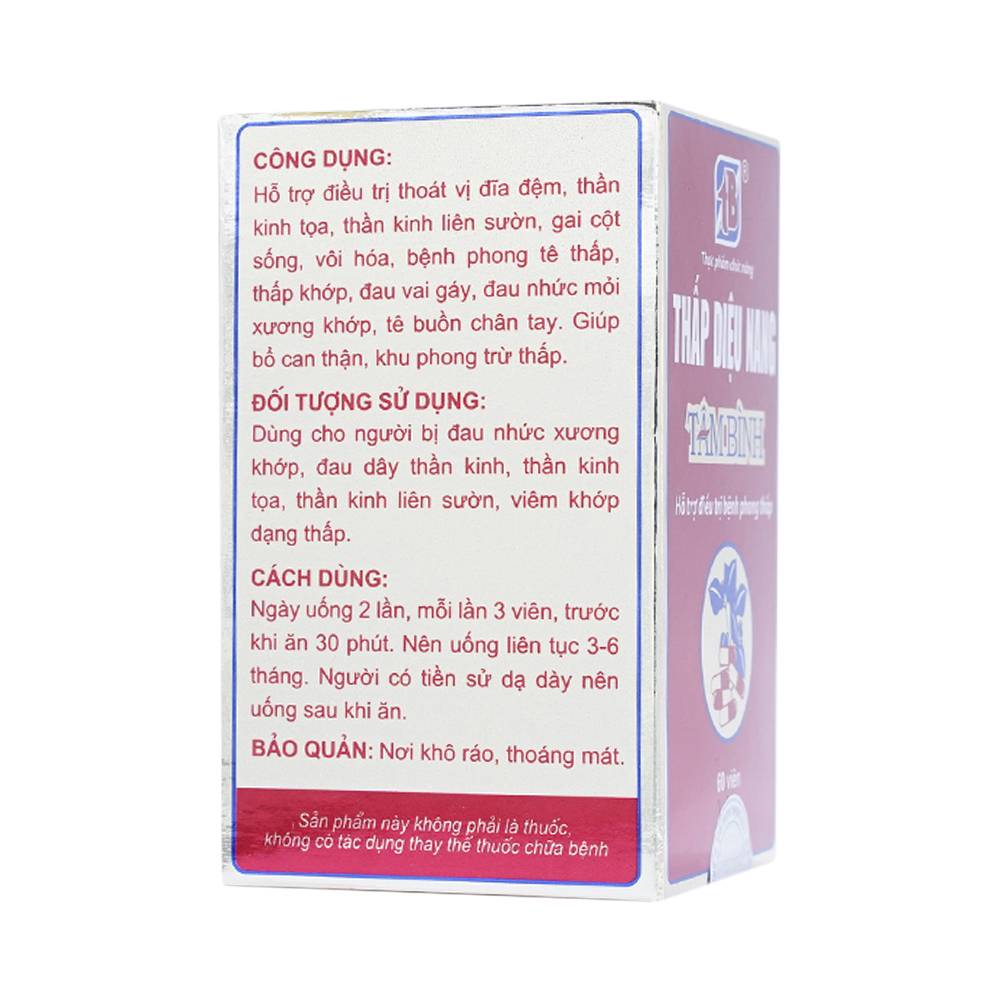 CÔNG DỤNG:
Hỗ trợ điều trị thoát vị đĩa đệm, thần
kinh tọa, thần kinh liên sườn, gai cột
sống, vôi hóa, bệnh phong tê thấp,
thấp khớp, đau vai gáy, đau nhức mỏi
xương khớp, tê buồn chân tay. Giúp
bổ can thận, khu phong trừ thấp.
ĐỐI TƯỢNG SỬ DỤNG:
Dùng cho người bị đau nhức xương
khớp, đau dây thần kinh, thần kinh
tọa, thần kinh liên sườn, viêm khớp
dạng thấp.
CÁCH DÙNG:
Ngày uống 2 lần, mỗi lần 3 viên, trước
khi ăn 30 phút. Nên uống liên tục 3-6
tháng. Người có tiền sử dạ dày nên
uống sau khi ăn.
BẢO QUẢN: Nơi khô ráo, thoáng mát.
Sản phẩm này không phải là thuốc,
không có tác dụng thay thế thuốc chữa bệnh
TB®
Thực phẩm chức năng
THẤP DIỆU NANG
TÂM BÌNH
Hỗ trợ điều trị bệnh phong thấp
60 viên